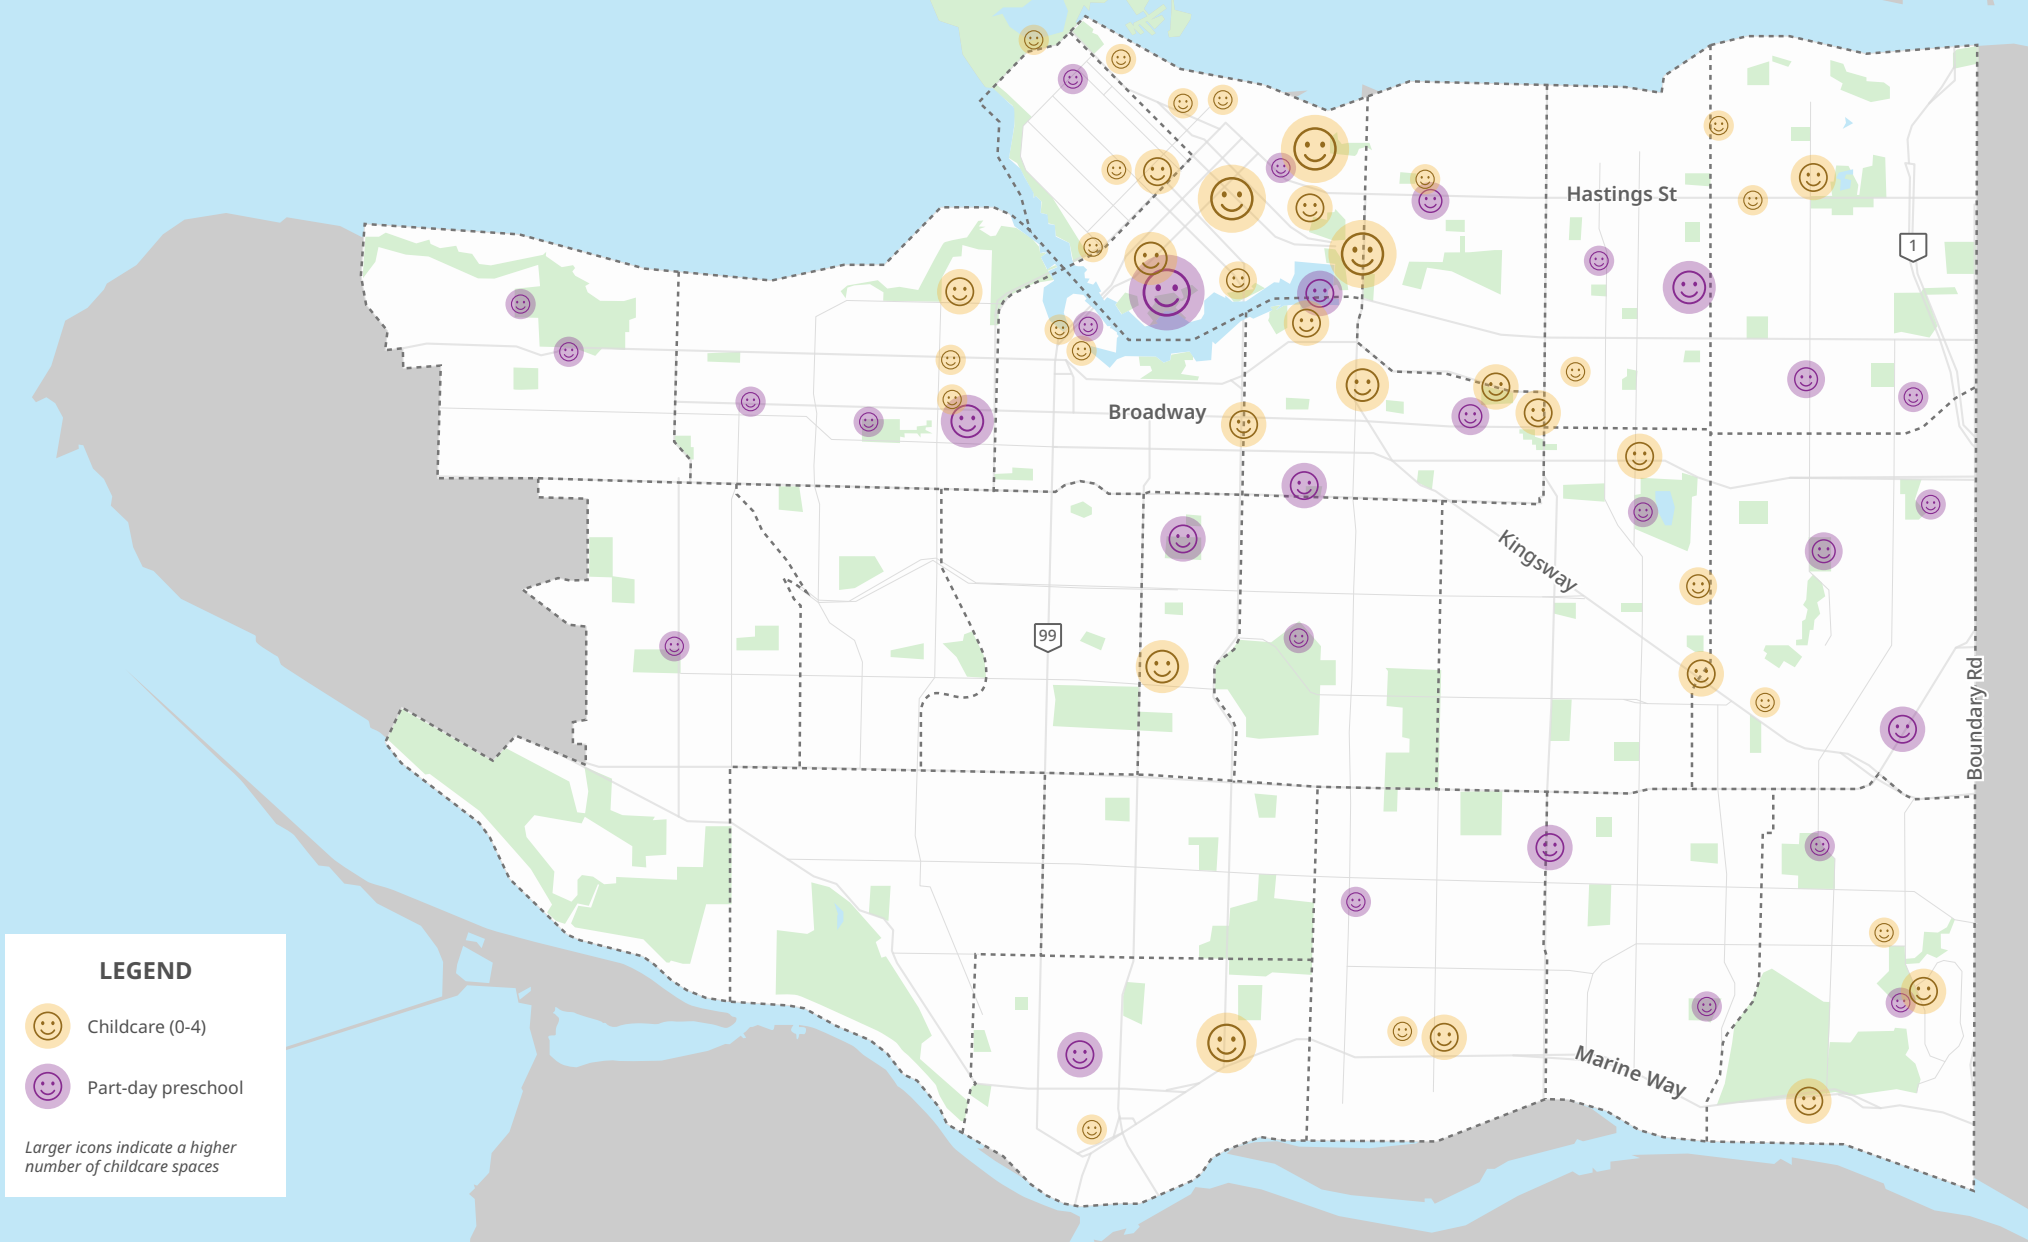 Hastings St
1
Broadway
Kingsway
99
Boundary Rd
Marine Way
LEGEND
Childcare (0-4)
Part-day preschool
Larger icons indicate a higher
number of childcare spaces